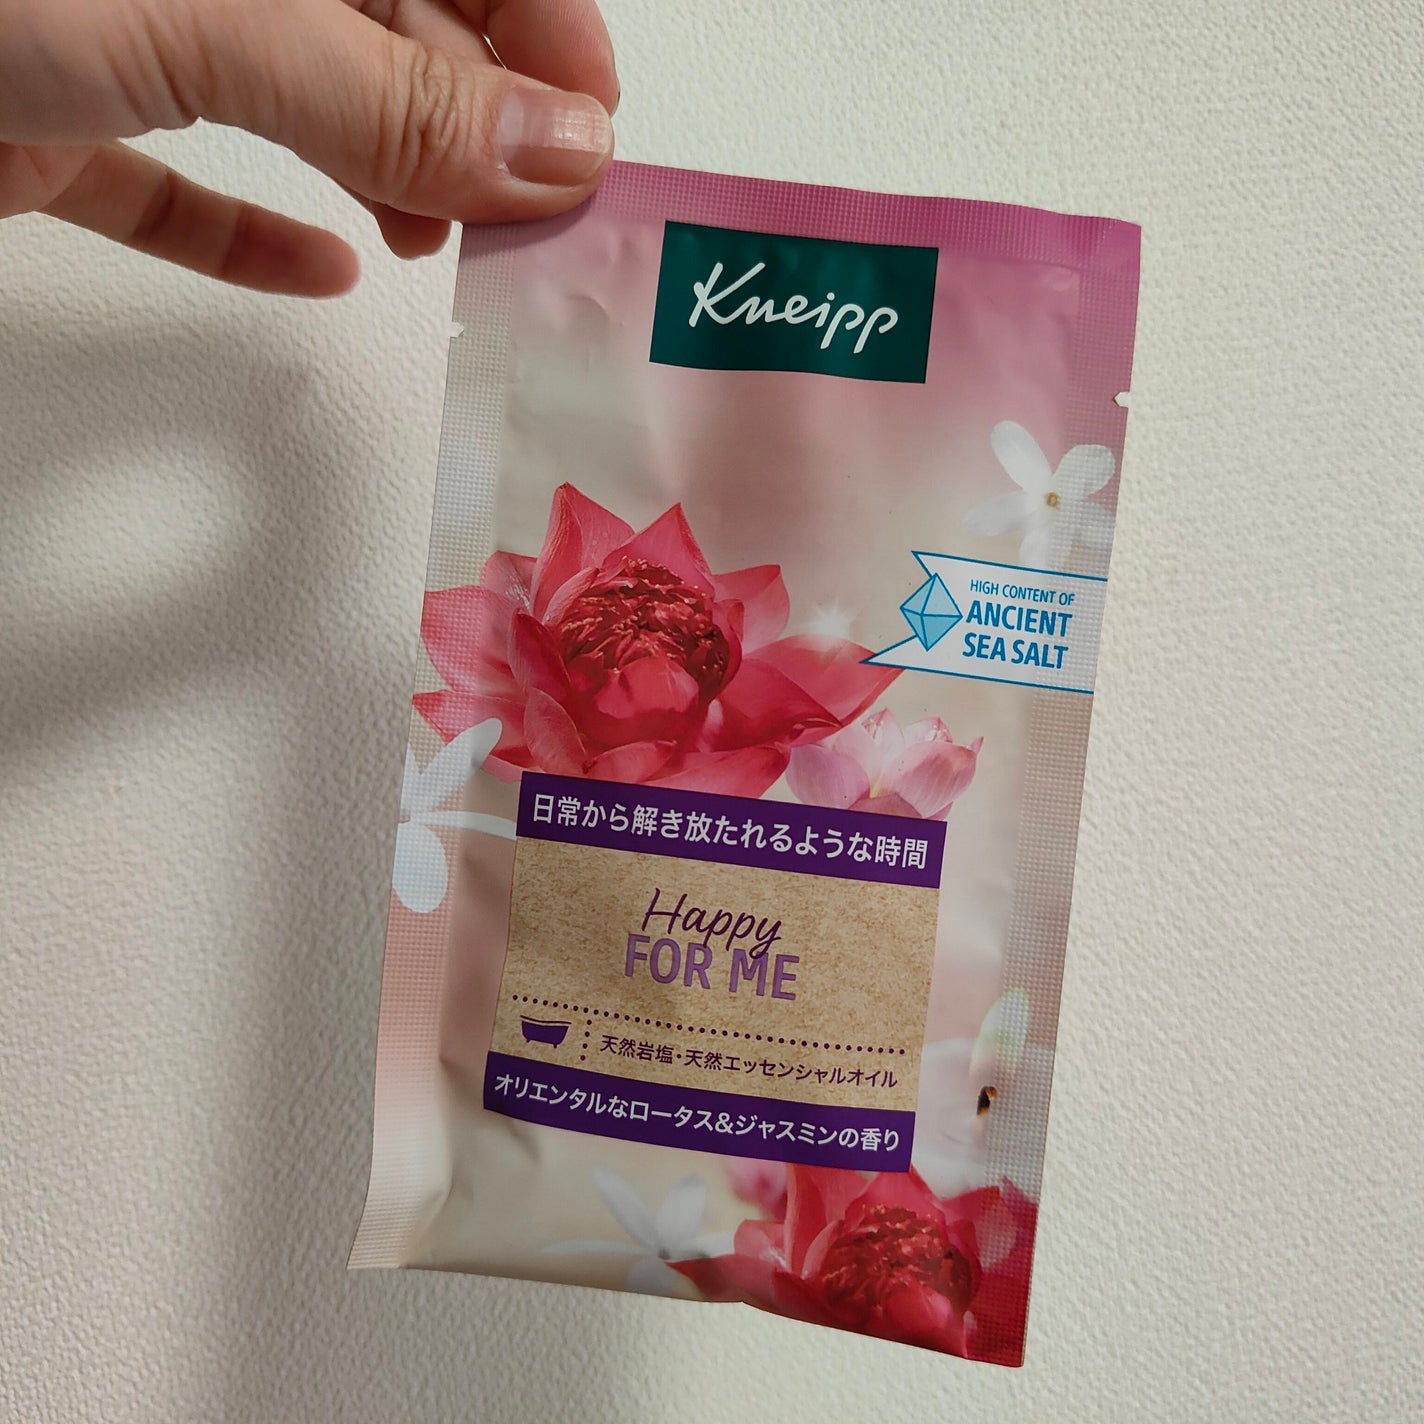 Kneipp
HIGH CONTENT OF
ANCIENT
SEA SALT
日常から解き放たれるような時間
Happy
FOR ME
天然岩塩・天然エッセンシャルオイル
オリエンタルなロータス&ジャスミンの香り